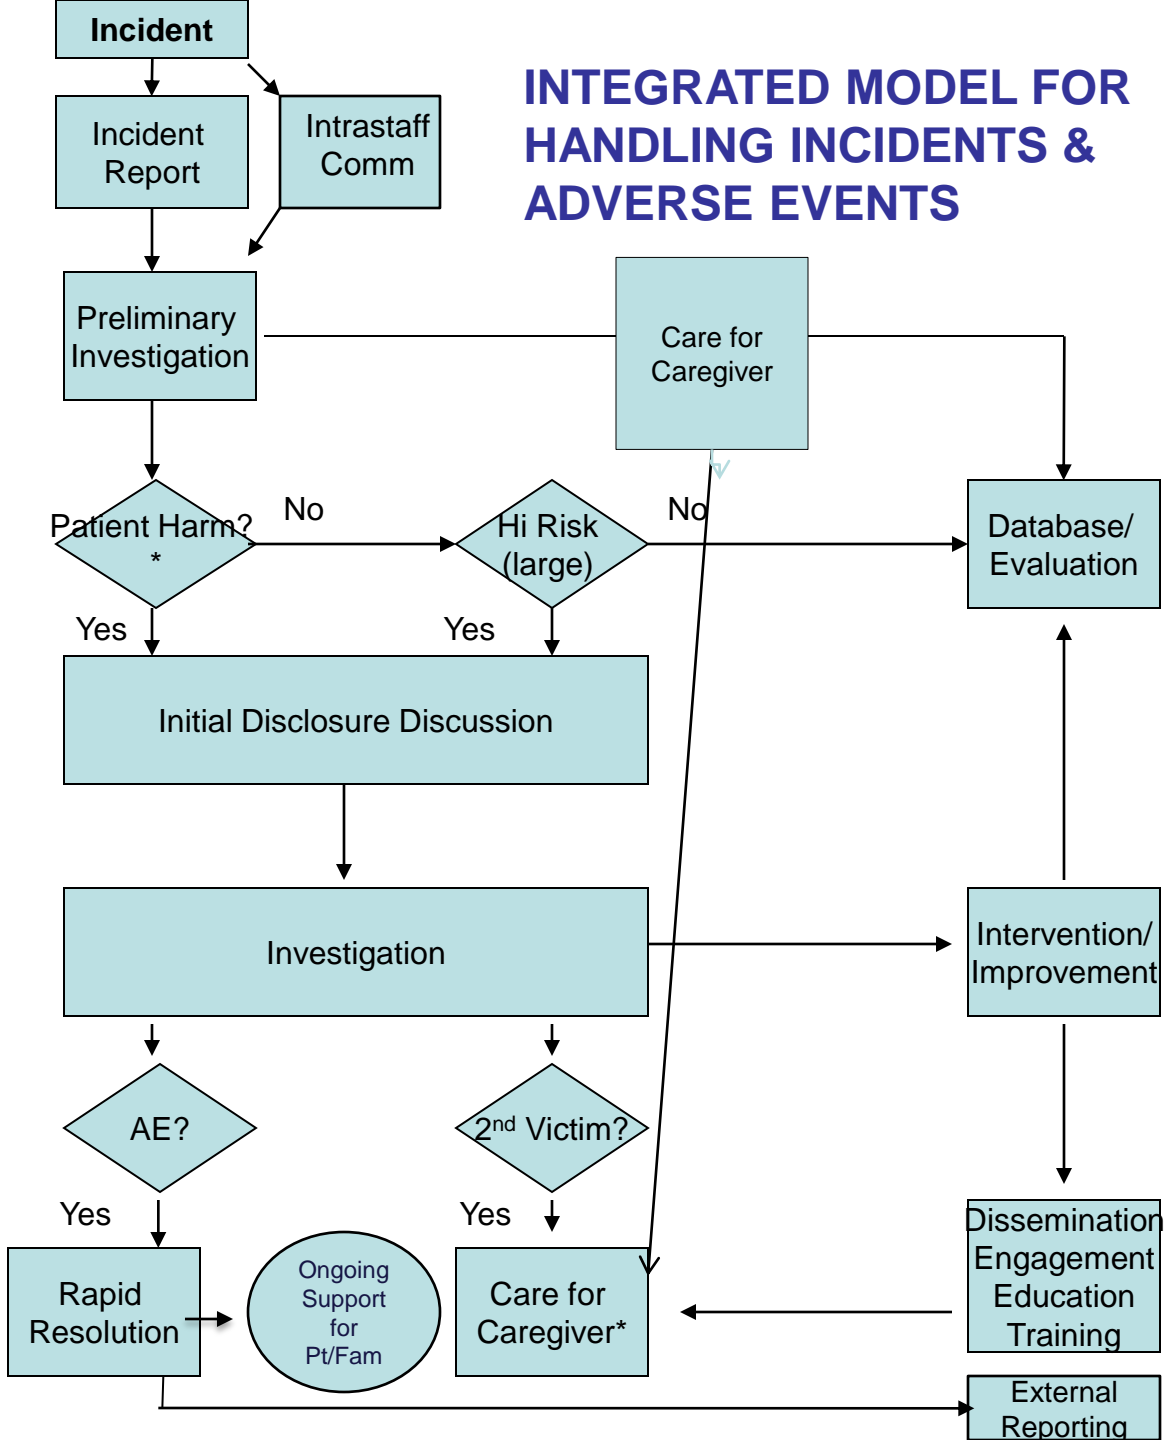 Incident
INTEGRATED MODEL FOR
HANDLING INCIDENTS &
ADVERSE EVENTS
Incident
Report
Intrastaff
Comm
Preliminary
Investigation
Care for
Caregiver
Patient Harm?
*
No
Hi Risk
(large)
No
Database/
Evaluation
Yes
Yes
Initial Disclosure Discussion
Investigation
Intervention/
Improvement
AE?
2nd Victim?
Yes
Yes
Rapid
Resolution
Ongoing
Support
for
Pt/Fam
Care for
Caregiver*
Dissemination
Engagement
Education
Training
External
Reporting